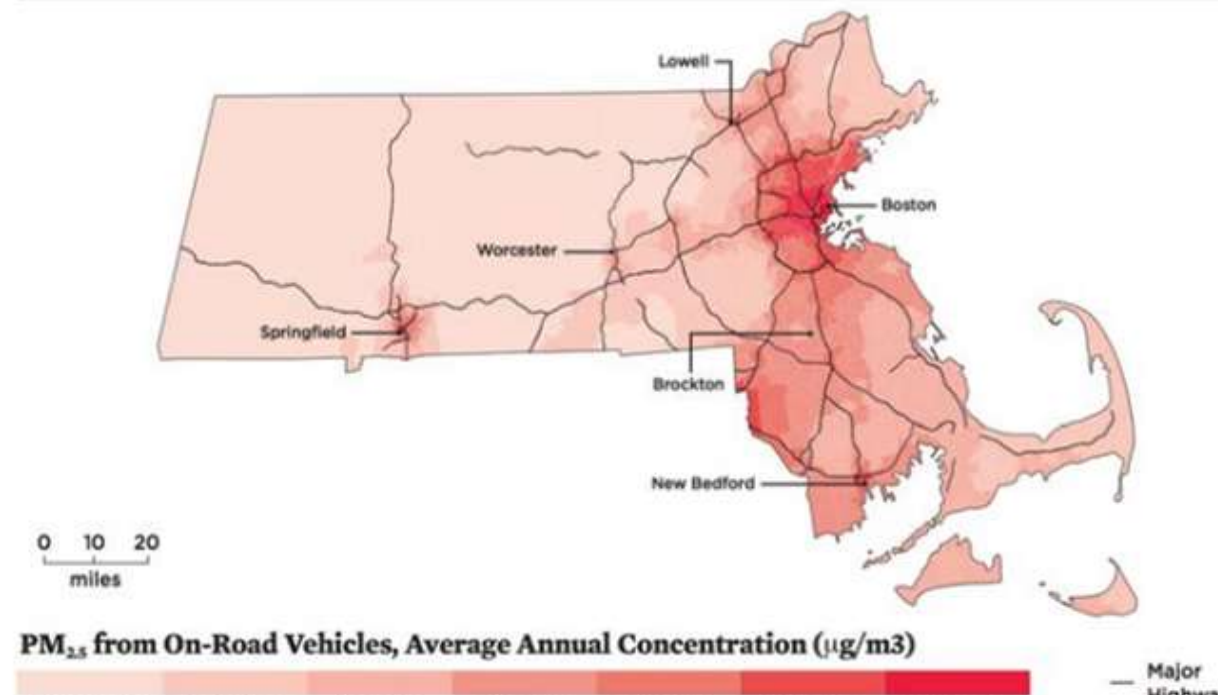 Lowell
Boston
Worcester
Springfield
Brockton
New Bedford
0 10 20
miles
PM2.5 from On-Road Vehicles, Average Annual Concentration (μg/m3)
Major